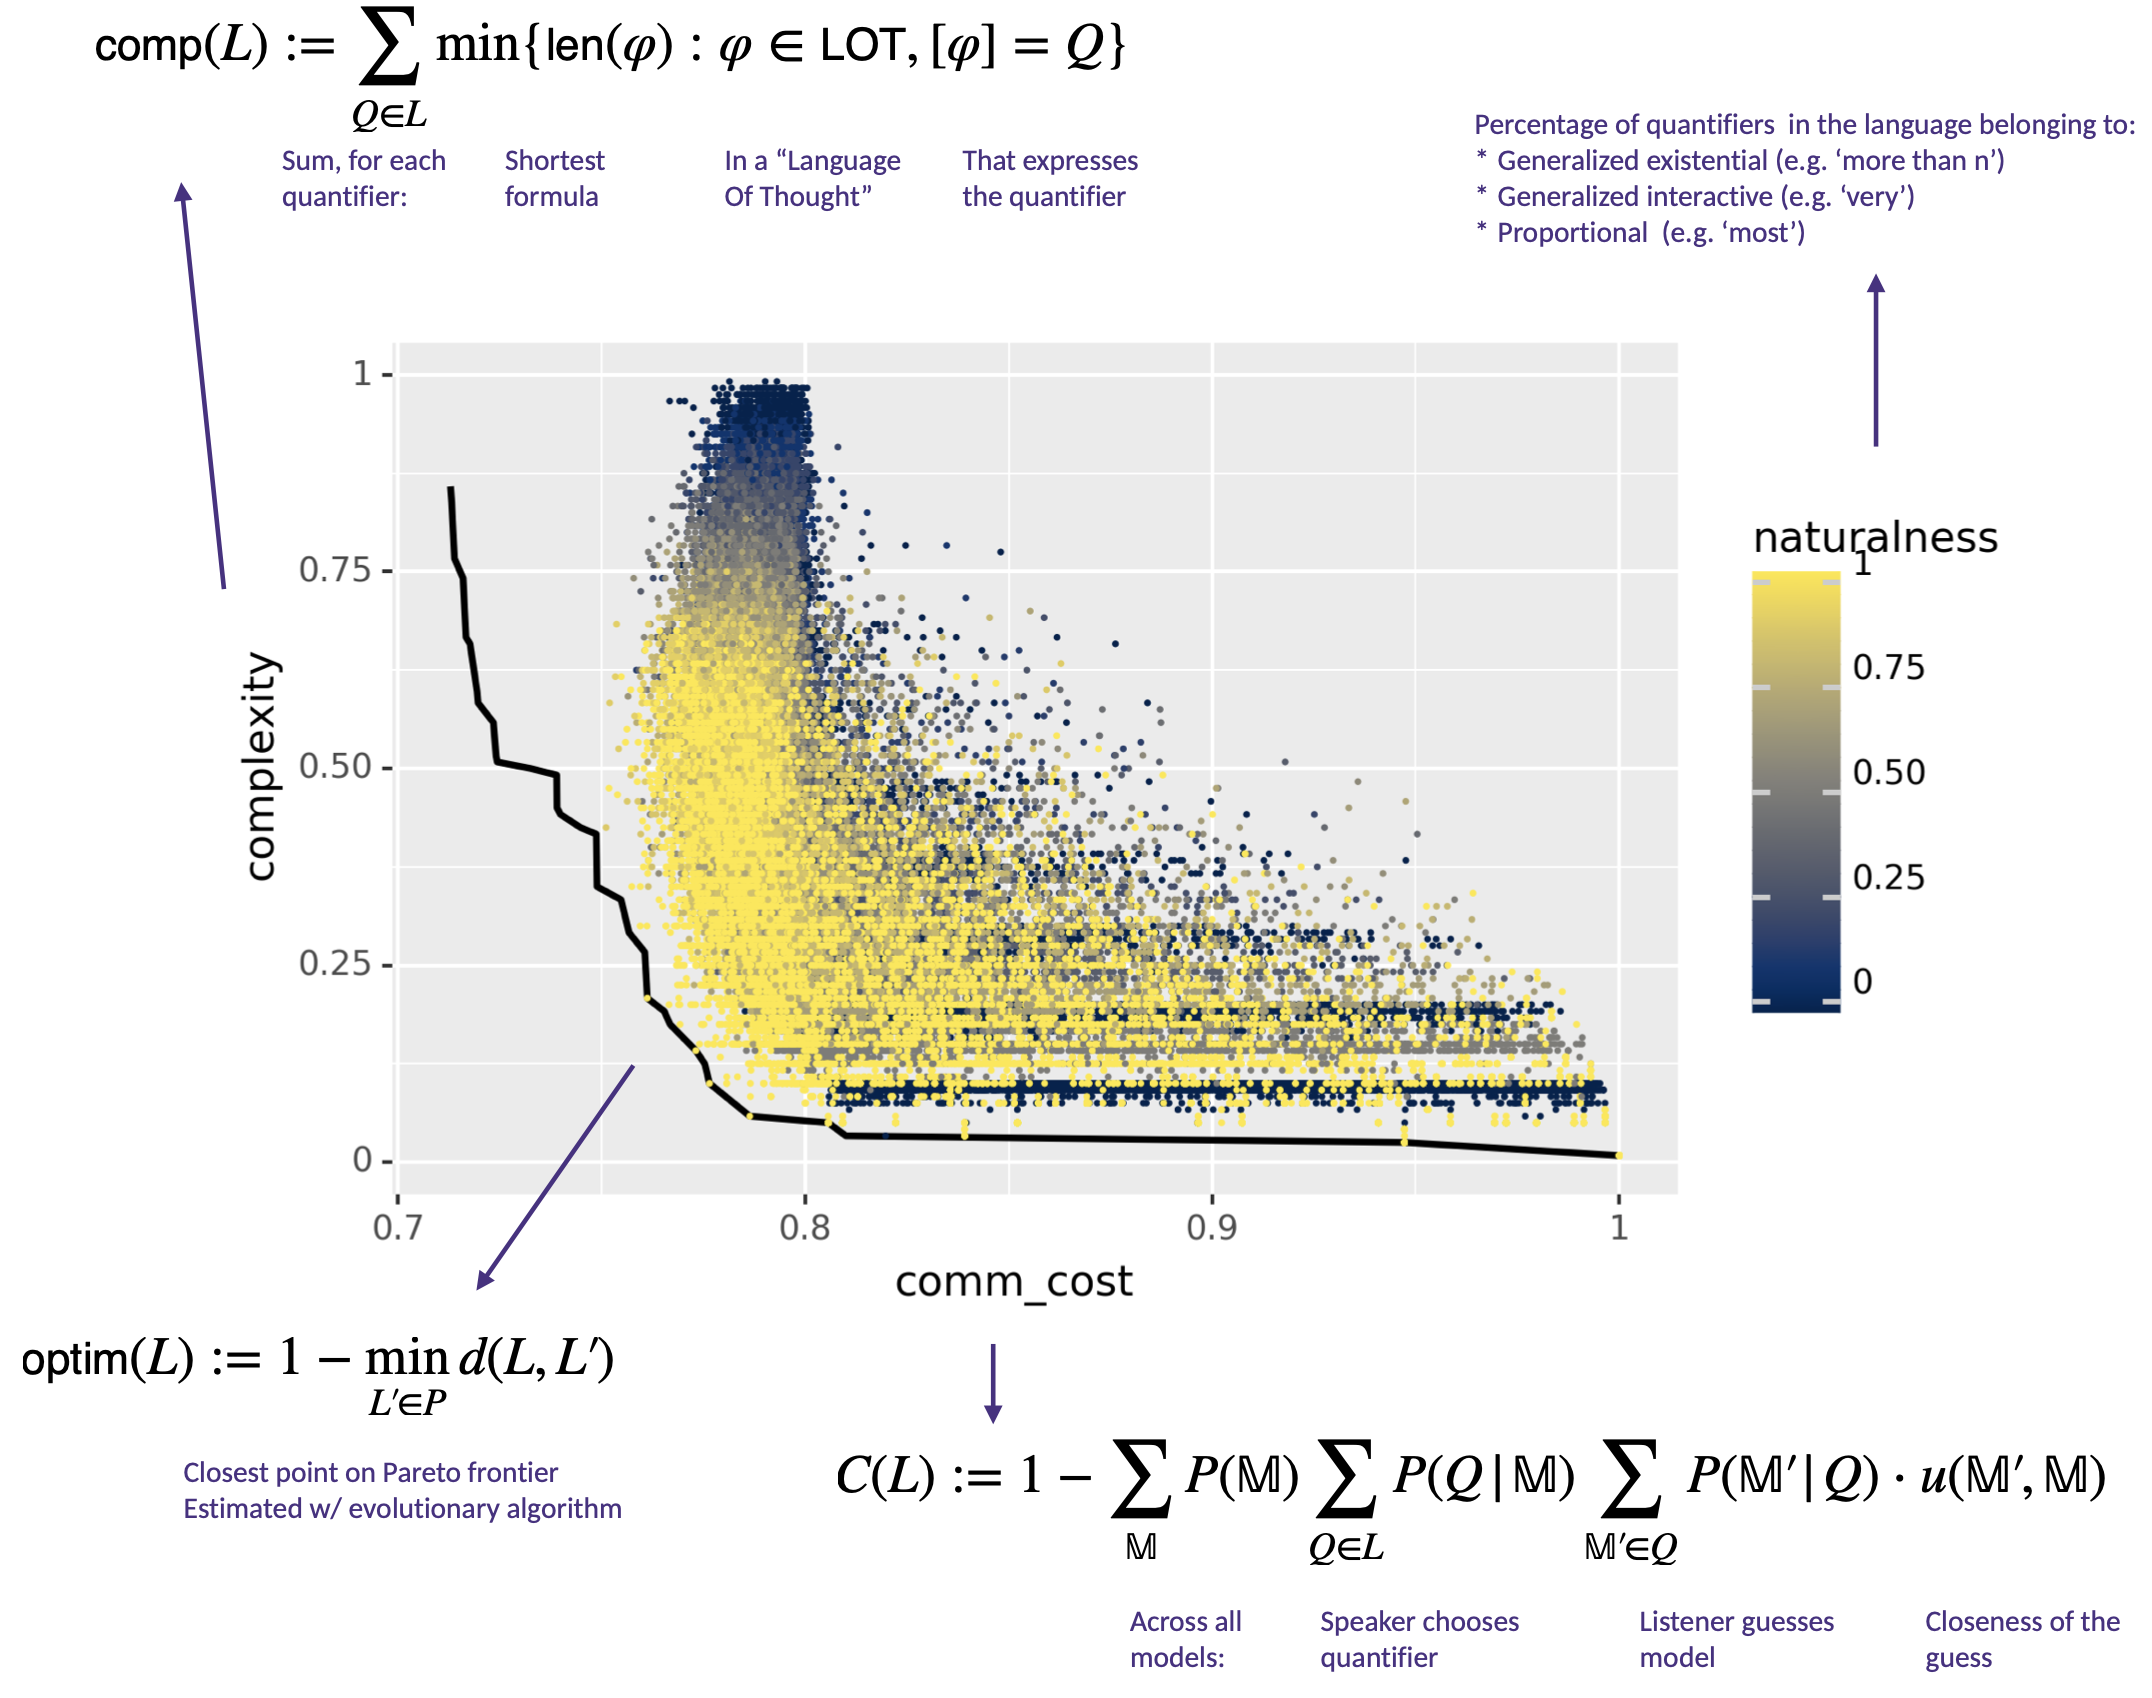 comp(L) := ∑ min{len(φ) : φ ∈ LOT, [φ] = Q}
Q∈L
Sum, for each quantifier:
Shortest formula
In a “Language Of Thought”
That expresses the quantifier
Percentage of quantifiers in the language belonging to:
* Generalized existential (e.g. ‘more than n’)
* Generalized interactive (e.g. ‘very’)
* Proportional (e.g. ‘most’)
1
0.75
0.50
0.25
0
complexity
0.7 0.8 0.9 1
comm_cost
naturalness
1
0.75
0.50
0.25
0
optim(L) := 1 − min d(L, L′)
L′∈P
Closest point on Pareto frontier
Estimated w/ evolutionary algorithm
C(L) := 1 − ∑ P(𝕄) ∑ P(Q|𝕄) ∑ P(𝕄′|Q) · u(𝕄′, 𝕄)
𝕄 Q∈L 𝕄′∈Q
Across all models:
Speaker chooses quantifier
Listener guesses model
Closeness of the guess